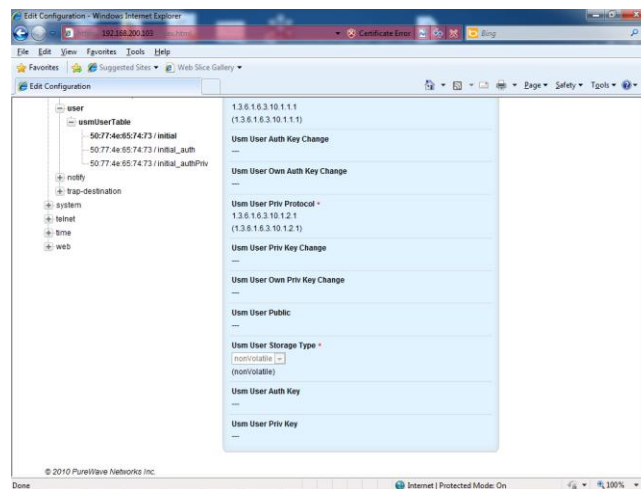 Edit Configuration - Windows Internet Explorer
192.168.200.103
Certificate Error
Bing
File Edit View Favorites Tools Help
Favorites Suggested Sites Web Slice Gallery
Edit Configuration
Page Safety Tools
user
usmUserTable
50:77:4e:65:74:73 / initial
50:77:4e:65:74:73 / initial_auth
50:77:4e:65:74:73 / initial_authPriv
notify
trap-destination
system
telnet
time
web
1.3.6.1.6.3.10.1.1.1
(1.3.6.1.6.3.10.1.1.1)
Usm User Auth Key Change
---
Usm User Own Auth Key Change
---
Usm User Priv Protocol *
1.3.6.1.6.3.10.1.2.1
(1.3.6.1.6.3.10.1.2.1)
Usm User Priv Key Change
---
Usm User Own Priv Key Change
---
Usm User Public
---
Usm User Storage Type *
nonVolatile
(nonVolatile)
Usm User Auth Key
---
Usm User Priv Key
---
© 2010 PureWave Networks Inc.
Done
Internet | Protected Mode: On
100%